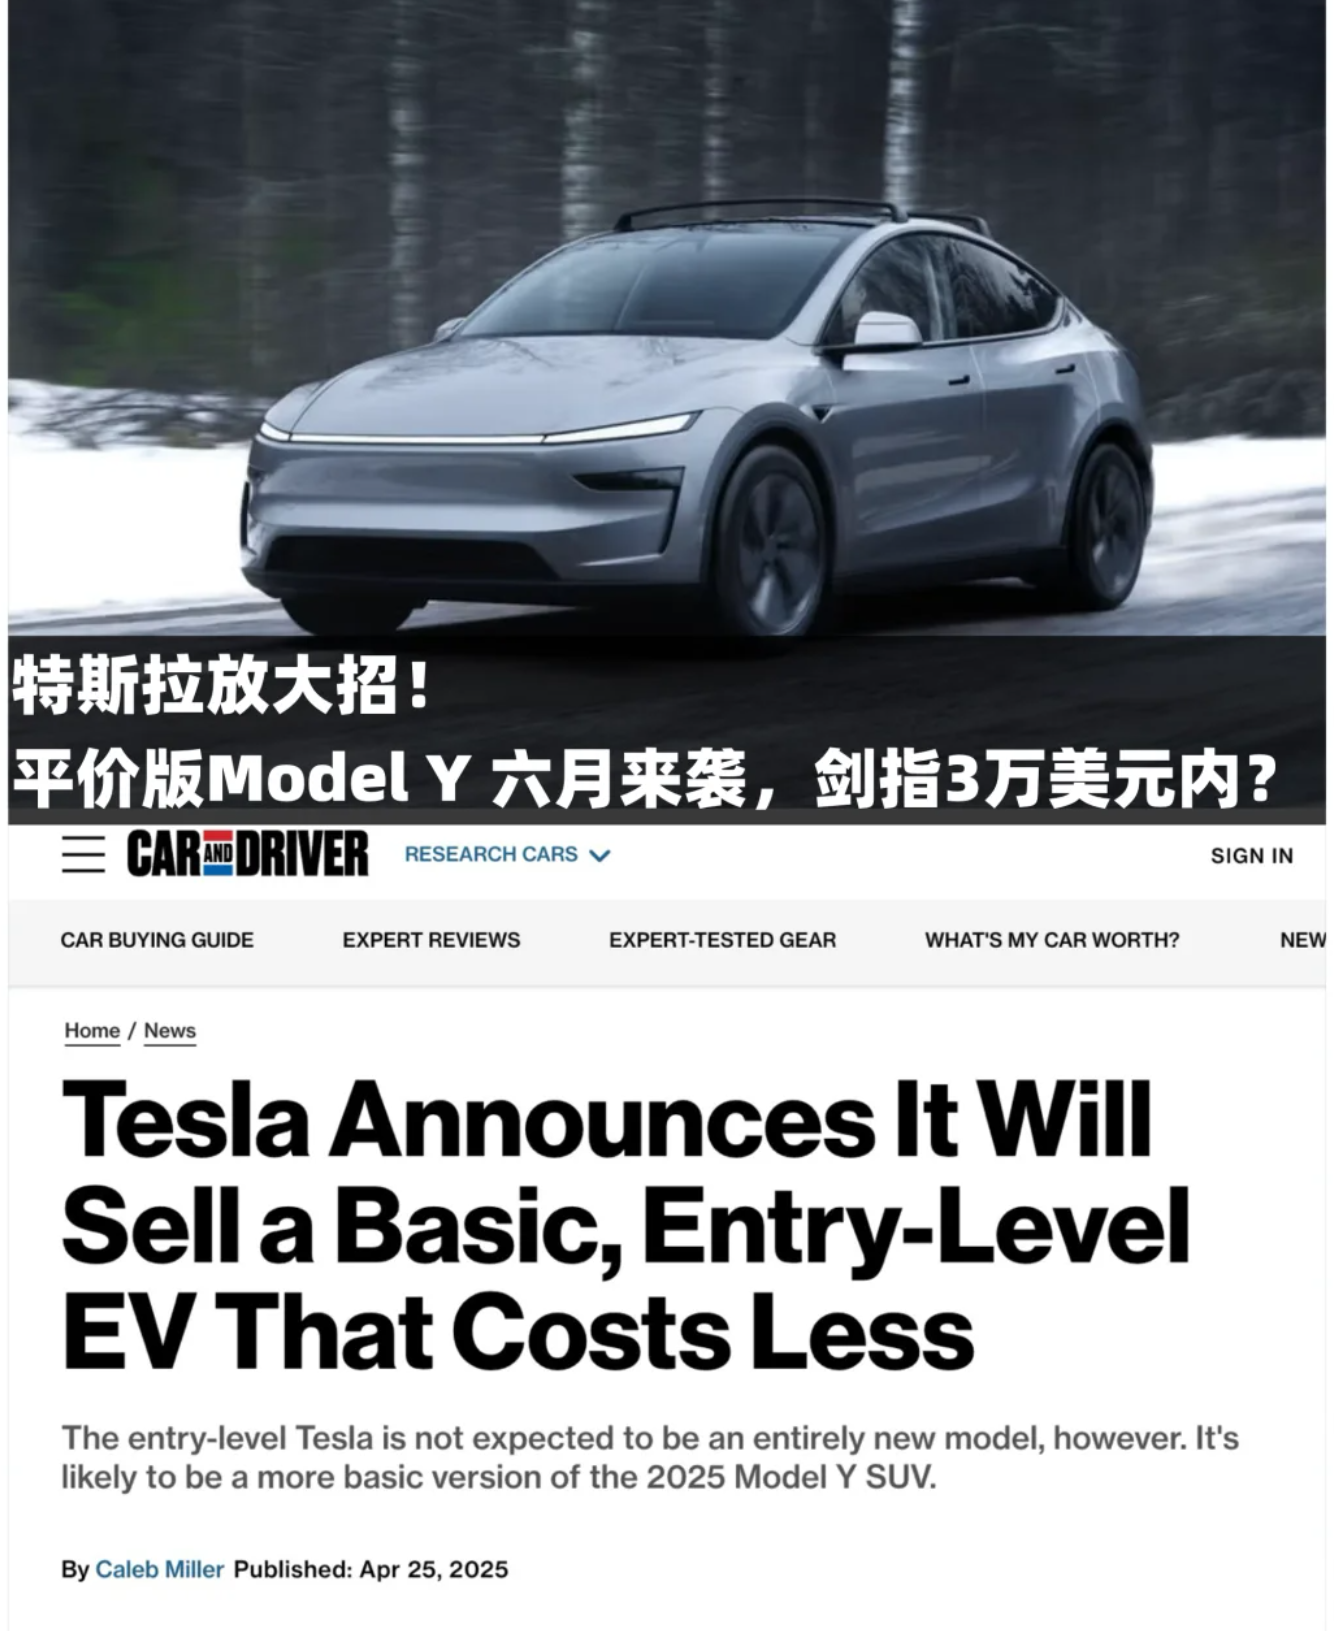 特斯拉放大招！
平价版Model Y 六月来袭，剑指3万美元内？
CAR AND DRIVER RESEARCH CARS SIGN IN
CAR BUYING GUIDE EXPERT REVIEWS EXPERT-TESTED GEAR WHAT'S MY CAR WORTH? NEW
Home / News
Tesla Announces It Will
Sell a Basic, Entry-Level
EV That Costs Less
The entry-level Tesla is not expected to be an entirely new model, however. It's
likely to be a more basic version of the 2025 Model Y SUV.
By Caleb Miller Published: Apr 25, 2025